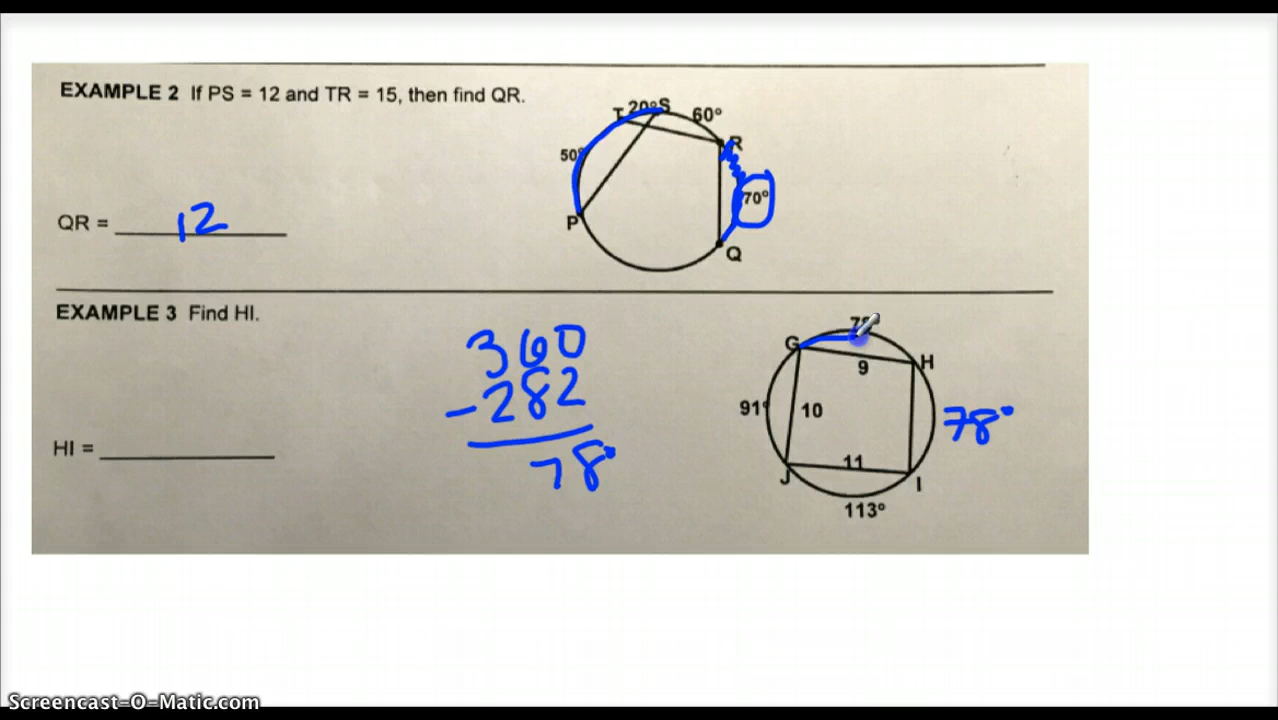 EXAMPLE 2 If PS = 12 and TR = 15, then find QR.
T 20° S
60°
R
50°
70°
P
QR = 12
Q
EXAMPLE 3 Find HI.
360
- 282
78°
G
H
9
91°
10
78°
HI =
11
J
I
113°
Screencast-O-Matic.com